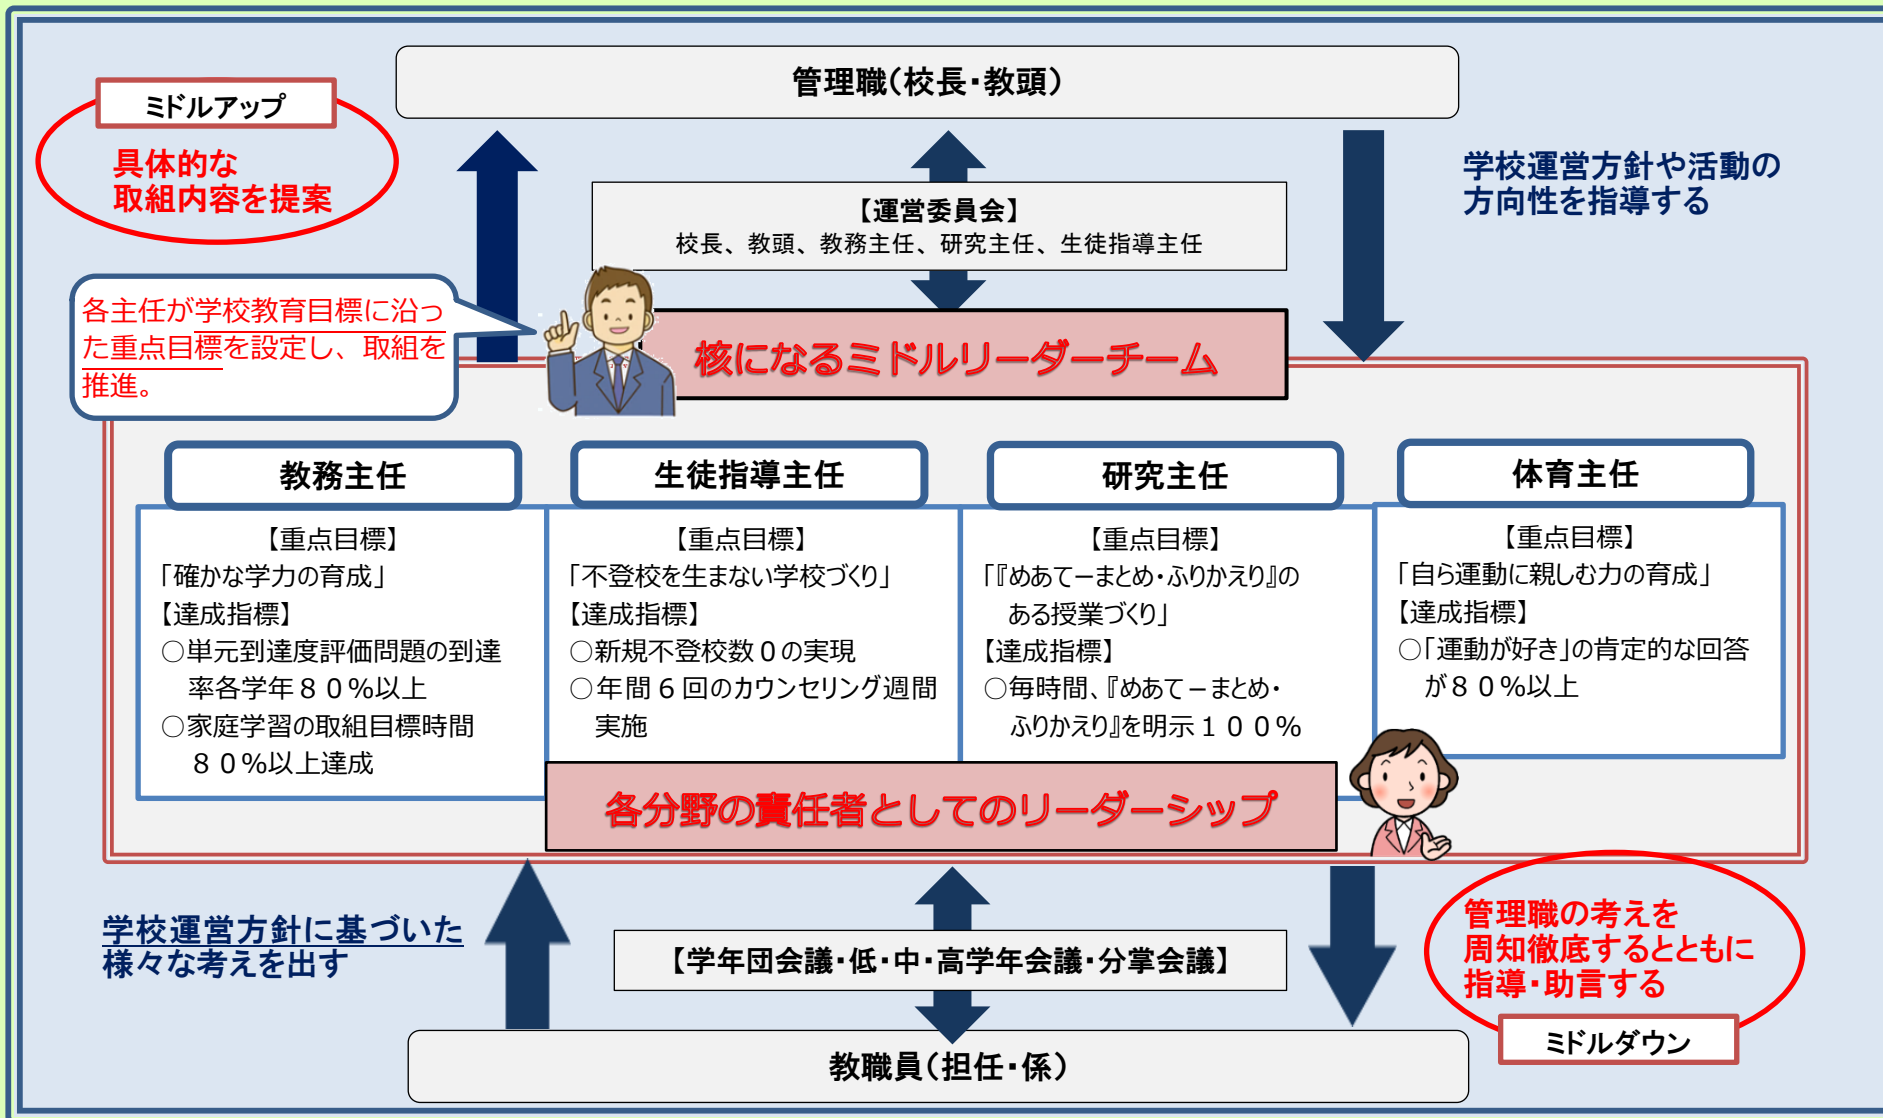 管理職(校長・教頭)
ミドルアップ
具体的な
取組内容を提案
学校運営方針や活動の
方向性を指導する
【運営委員会】
校長、教頭、教務主任、研究主任、生徒指導主任
各主任が学校教育目標に沿っ
た重点目標を設定し、取組を
推進。
核になるミドルリーダーチーム
教務主任
【重点目標】
「確かな学力の育成」
【達成指標】
○単元到達度評価問題の到達
率各学年８０％以上
○家庭学習の取組目標時間
８０％以上達成
生徒指導主任
【重点目標】
「不登校を生まない学校づくり」
【達成指標】
○新規不登校数０の実現
○年間６回のカウンセリング週間
実施
研究主任
【重点目標】
「『めあてーまとめ・ふりかえり』の
ある授業づくり」
【達成指標】
○毎時間、『めあてーまとめ・
ふりかえり』を明示１００％
体育主任
【重点目標】
「自ら運動に親しむ力の育成」
【達成指標】
○「運動が好き」の肯定的な回答
が８０％以上
各分野の責任者としてのリーダーシップ
学校運営方針に基づいた
様々な考えを出す
【学年団会議・低・中・高学年会議・分掌会議】
管理職の考えを
周知徹底するとともに
指導・助言する
ミドルダウン
教職員(担任・係)